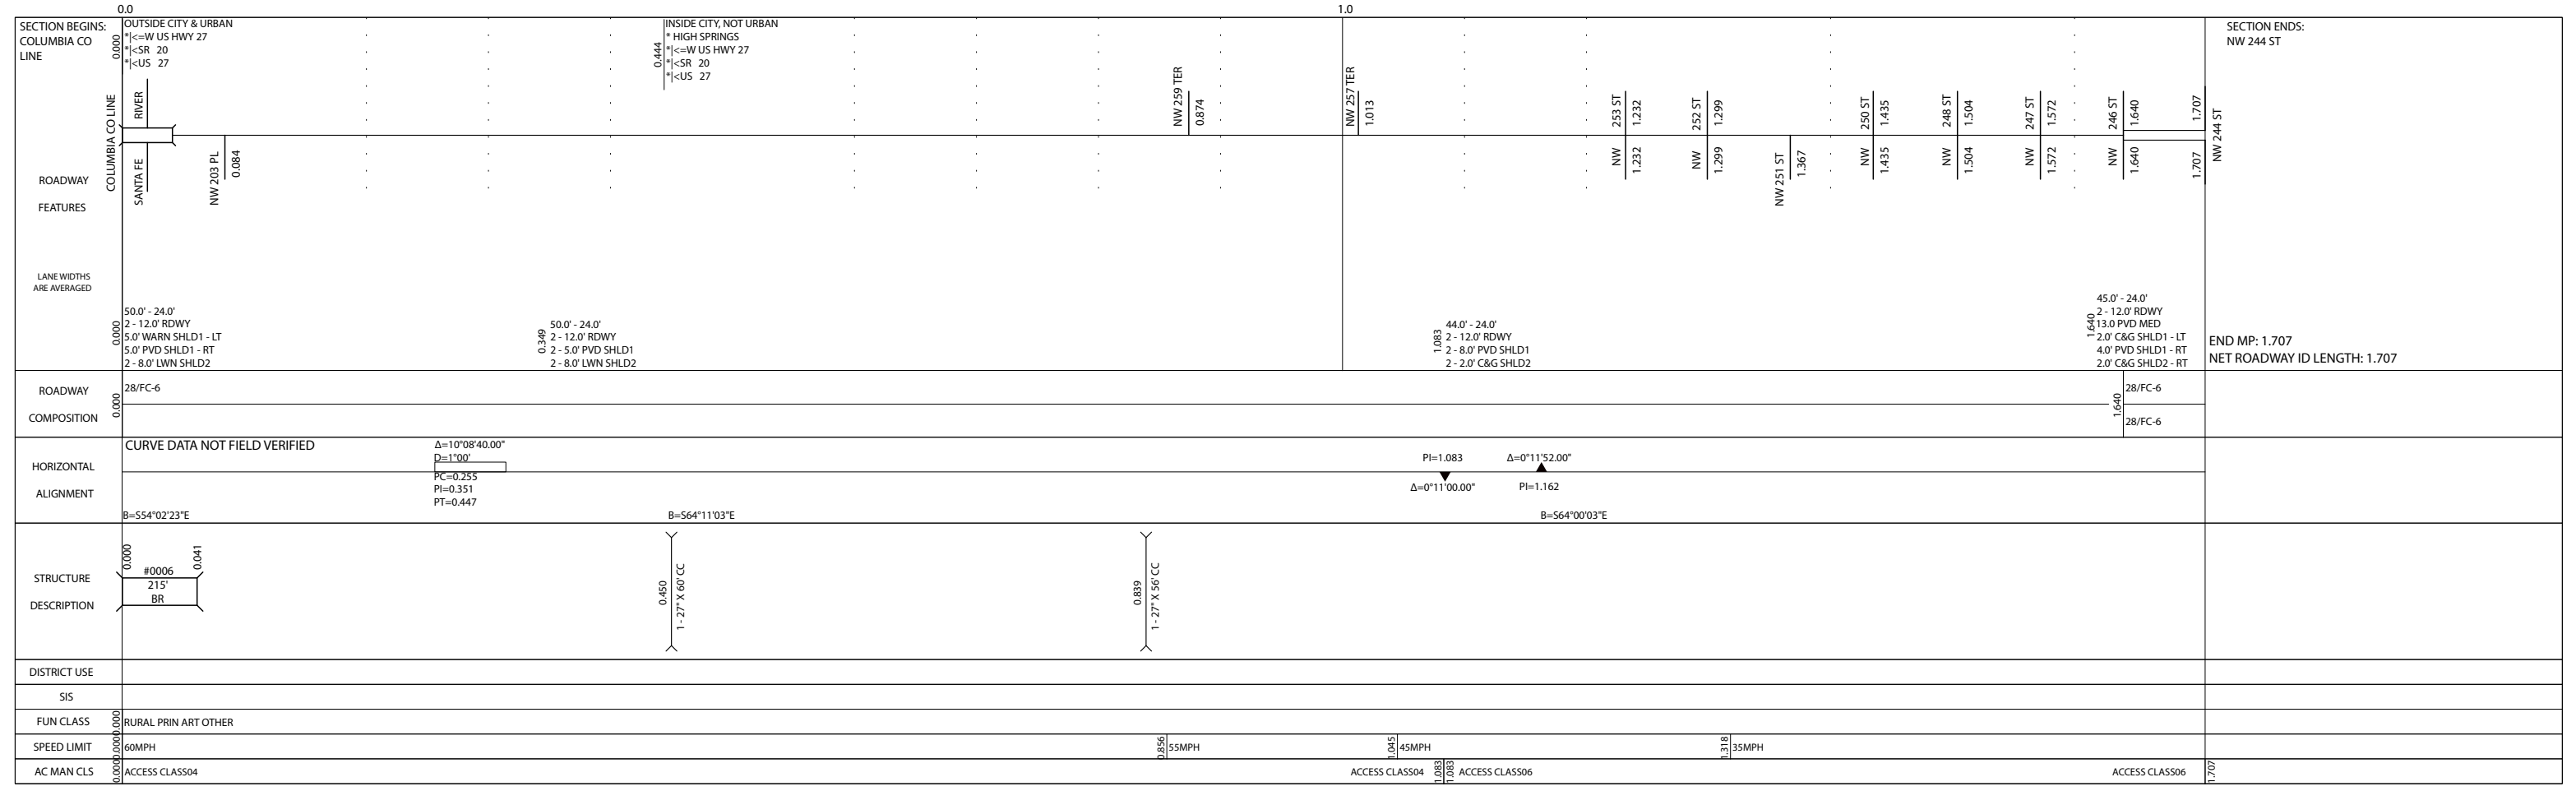 0.0
1.0
SECTION BEGINS:
COLUMBIA CO
LINE
0.000
OUTSIDE CITY & URBAN
*|<=W US HWY 27
*|<SR 20
*|<US 27
0.444
INSIDE CITY, NOT URBAN
* HIGH SPRINGS
*|<=W US HWY 27
*|<SR 20
*|<US 27
SECTION ENDS:
NW 244 ST
ROADWAY
FEATURES
COLUMBIA CO LINE
SANTA FE
RIVER
NW 203 PL
0.084
NW 259 TER
0.874
NW 257 TER
1.013
NW
253 ST
1.232
1.232
NW
252 ST
1.299
1.299
NW 251 ST
1.367
NW
250 ST
1.435
1.435
NW
248 ST
1.504
1.504
NW
247 ST
1.572
1.572
NW
246 ST
1.640
1.640
1.707
1.707
NW 244 ST
LANE WIDTHS
ARE AVERAGED
0.000
50.0' - 24.0'
2 - 12.0' RDWY
5.0' WARN SHLD1 - LT
5.0' PVD SHLD1 - RT
2 - 8.0' LWN SHLD2
0.349
50.0' - 24.0'
2 - 12.0' RDWY
2 - 5.0' PVD SHLD1
2 - 8.0' LWN SHLD2
1.083
44.0' - 24.0'
2 - 12.0' RDWY
2 - 8.0' PVD SHLD1
2 - 2.0' C&G SHLD2
1.640
45.0' - 24.0'
2 - 12.0' RDWY
13.0 PVD MED
2.0' C&G SHLD1 - LT
4.0' PVD SHLD1 - RT
2.0' C&G SHLD2 - RT
END MP: 1.707
NET ROADWAY ID LENGTH: 1.707
ROADWAY
COMPOSITION
0.000
28/FC-6
1.640
28/FC-6
28/FC-6
HORIZONTAL
ALIGNMENT
CURVE DATA NOT FIELD VERIFIED
Δ=10°08'40.00"
D=1°00'
PC=0.255
PI=0.351
PT=0.447
PI=1.083
Δ=0°11'00.00"
Δ=0°11'52.00"
PI=1.162
B=S54°02'23"E
B=S64°11'03"E
B=S64°00'03"E
STRUCTURE
DESCRIPTION
0.000
0.041
#0006
215'
BR
0.450
1 - 27" X 60' CC
0.839
1 - 27" X 56' CC
DISTRICT USE
SIS
FUN CLASS
0.000
RURAL PRIN ART OTHER
SPEED LIMIT
0.000
60MPH
0.856
55MPH
1.045
45MPH
1.318
35MPH
AC MAN CLS
0.000
ACCESS CLASS04
ACCESS CLASS04
1.083
1.083
ACCESS CLASS06
ACCESS CLASS06
1.707